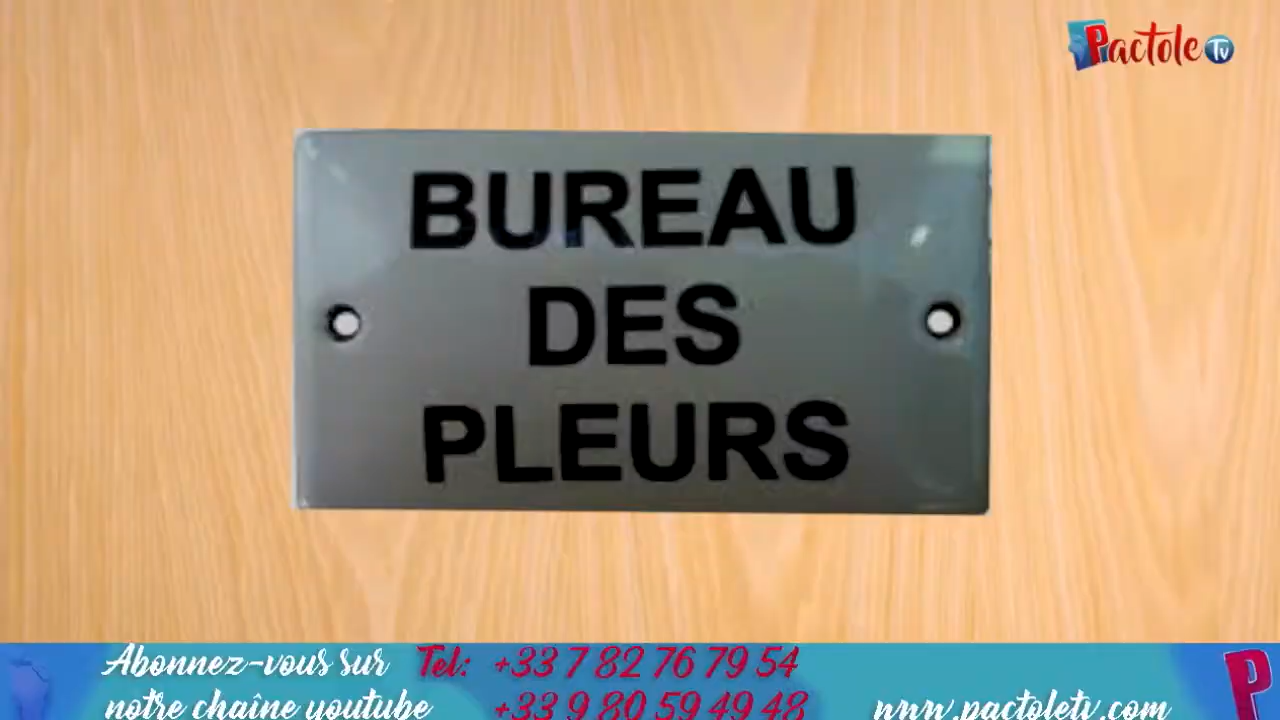 Pactole Tv
BUREAU
DES
PLEURS
Abonnez-vous sur
notre chaîne youtube
Tel: +33 7 82 76 79 54
+33 9 80 59 49 48
www.pactoletv.com
P